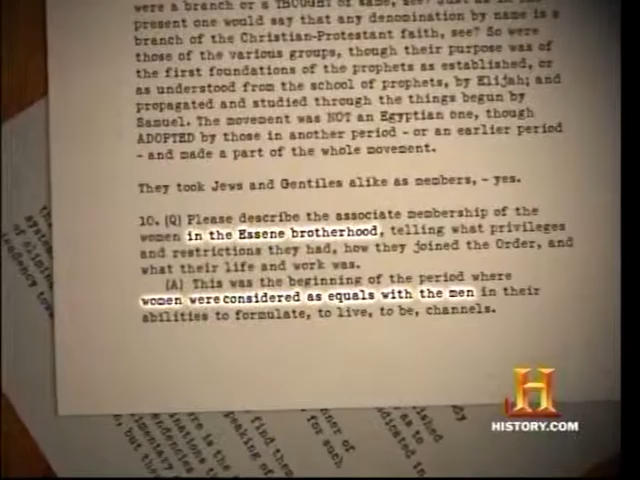 were a branch or a THOUGHT of same, see? Just as in the
present one would say that any denomination by name is a
branch of the Christian-Protestant faith, see? So were
those of the various groups, though their purpose was of
the first foundations of the prophets as established, or
as understood from the school of prophets, by Elijah; and
propagated and studied through the things begun by
Samuel. The movement was NOT an Egyptian one, though
ADOPTED by those in another period - or an earlier period
- and made a part of the whole movement.
They took Jews and Gentiles alike as members, - yes.
10. (Q) Please describe the associate membership of the
women in the Essene brotherhood, telling what privileges
and restrictions they had, how they joined the Order, and
what their life and work was.
(A) This was the beginning of the period where
women were considered as equals with the men in their
abilities to formulate, to live, to be, channels.
H
HISTORY.COM